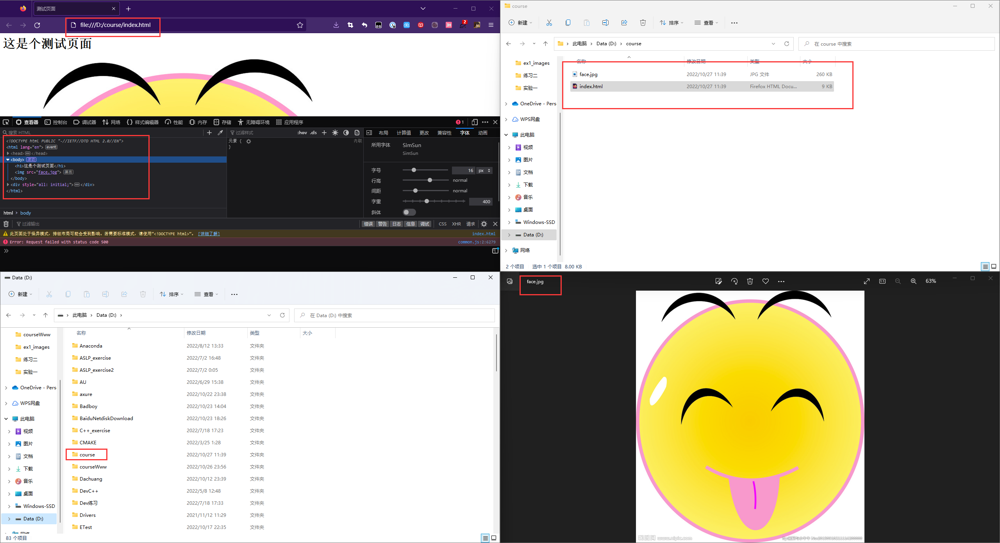 测试页面
file:///D:/course/index.html
2
这是个测试页面
查看器 控制台 调试器 网络 样式编辑器 性能 内存 存储 无障碍环境 应用程序 1
搜索 HTML
<!DOCTYPE html PUBLIC "-//IETF//DTD HTML 2.0//EN">
<html lang="en"> event
<head> </head>
<body> 滚动
<h1>这是个测试页面</h1>
<img src="face.jpg"> 溢出
</body>
<div style="all: initial;"> </div>
</html>
html > body
过滤样式 :hov .cls
元素 { 内联
}
布局 计算值 更改 兼容性 字体 动画
所用字体 SimSun
SimSun
字号 16 px
行高 normal
间距 normal
字重 400
斜体
过滤输出 错误 警告 日志 信息 调试 CSS XHR 请求
此页面处于怪异模式，排版布局可能会受到影响。若需要标准模式，请使用“<!DOCTYPE html>”。 [详细了解] index.html
Error: Request failed with status code 500 common.js:2:6279
course
新建 排序 查看
此电脑 > Data (D:) > course
在 course 中搜索
名称 修改日期 类型 大小
face.jpg 2022/10/27 11:39 JPG 文件 260 KB
index.html 2022/10/27 11:39 Firefox HTML Docu... 9 KB
ex1_images
练习二
实验一
OneDrive - Pers
WPS网盘
此电脑
视频
图片
文档
下载
音乐
桌面
Windows-SSD
Data (D:)
网络
2 个项目 选中 1 个项目 8.00 KB
Data (D:)
新建 排序 查看
此电脑 > Data (D:) >
在 Data (D:) 中搜索
courseWww
ex1_images
练习二
实验一
OneDrive - Pers
WPS网盘
此电脑
视频
图片
文档
下载
音乐
桌面
Windows-SSD
Data (D:)
网络
名称 修改日期 类型 大小
Anaconda 2022/8/12 13:33 文件夹
ASLP_exercise 2022/7/2 16:48 文件夹
ASLP_exercise2 2022/7/2 0:05 文件夹
AU 2022/6/29 15:38 文件夹
axure 2022/10/22 23:38 文件夹
Badboy 2022/10/23 14:04 文件夹
BaiduNetdiskDownload 2022/10/23 18:26 文件夹
C++_exercise 2022/7/18 17:23 文件夹
CMAKE 2022/3/25 1:28 文件夹
course 2022/10/27 11:39 文件夹
courseWww 2022/10/26 23:56 文件夹
Dachuang 2022/10/12 23:39 文件夹
DevC++ 2022/5/8 12:48 文件夹
Dev练习 2022/7/18 17:33 文件夹
Drivers 2021/11/12 11:29 文件夹
ETest 2022/10/17 22:35 文件夹
83 个项目
face.jpg
63%
昵图网 www.nipic.com